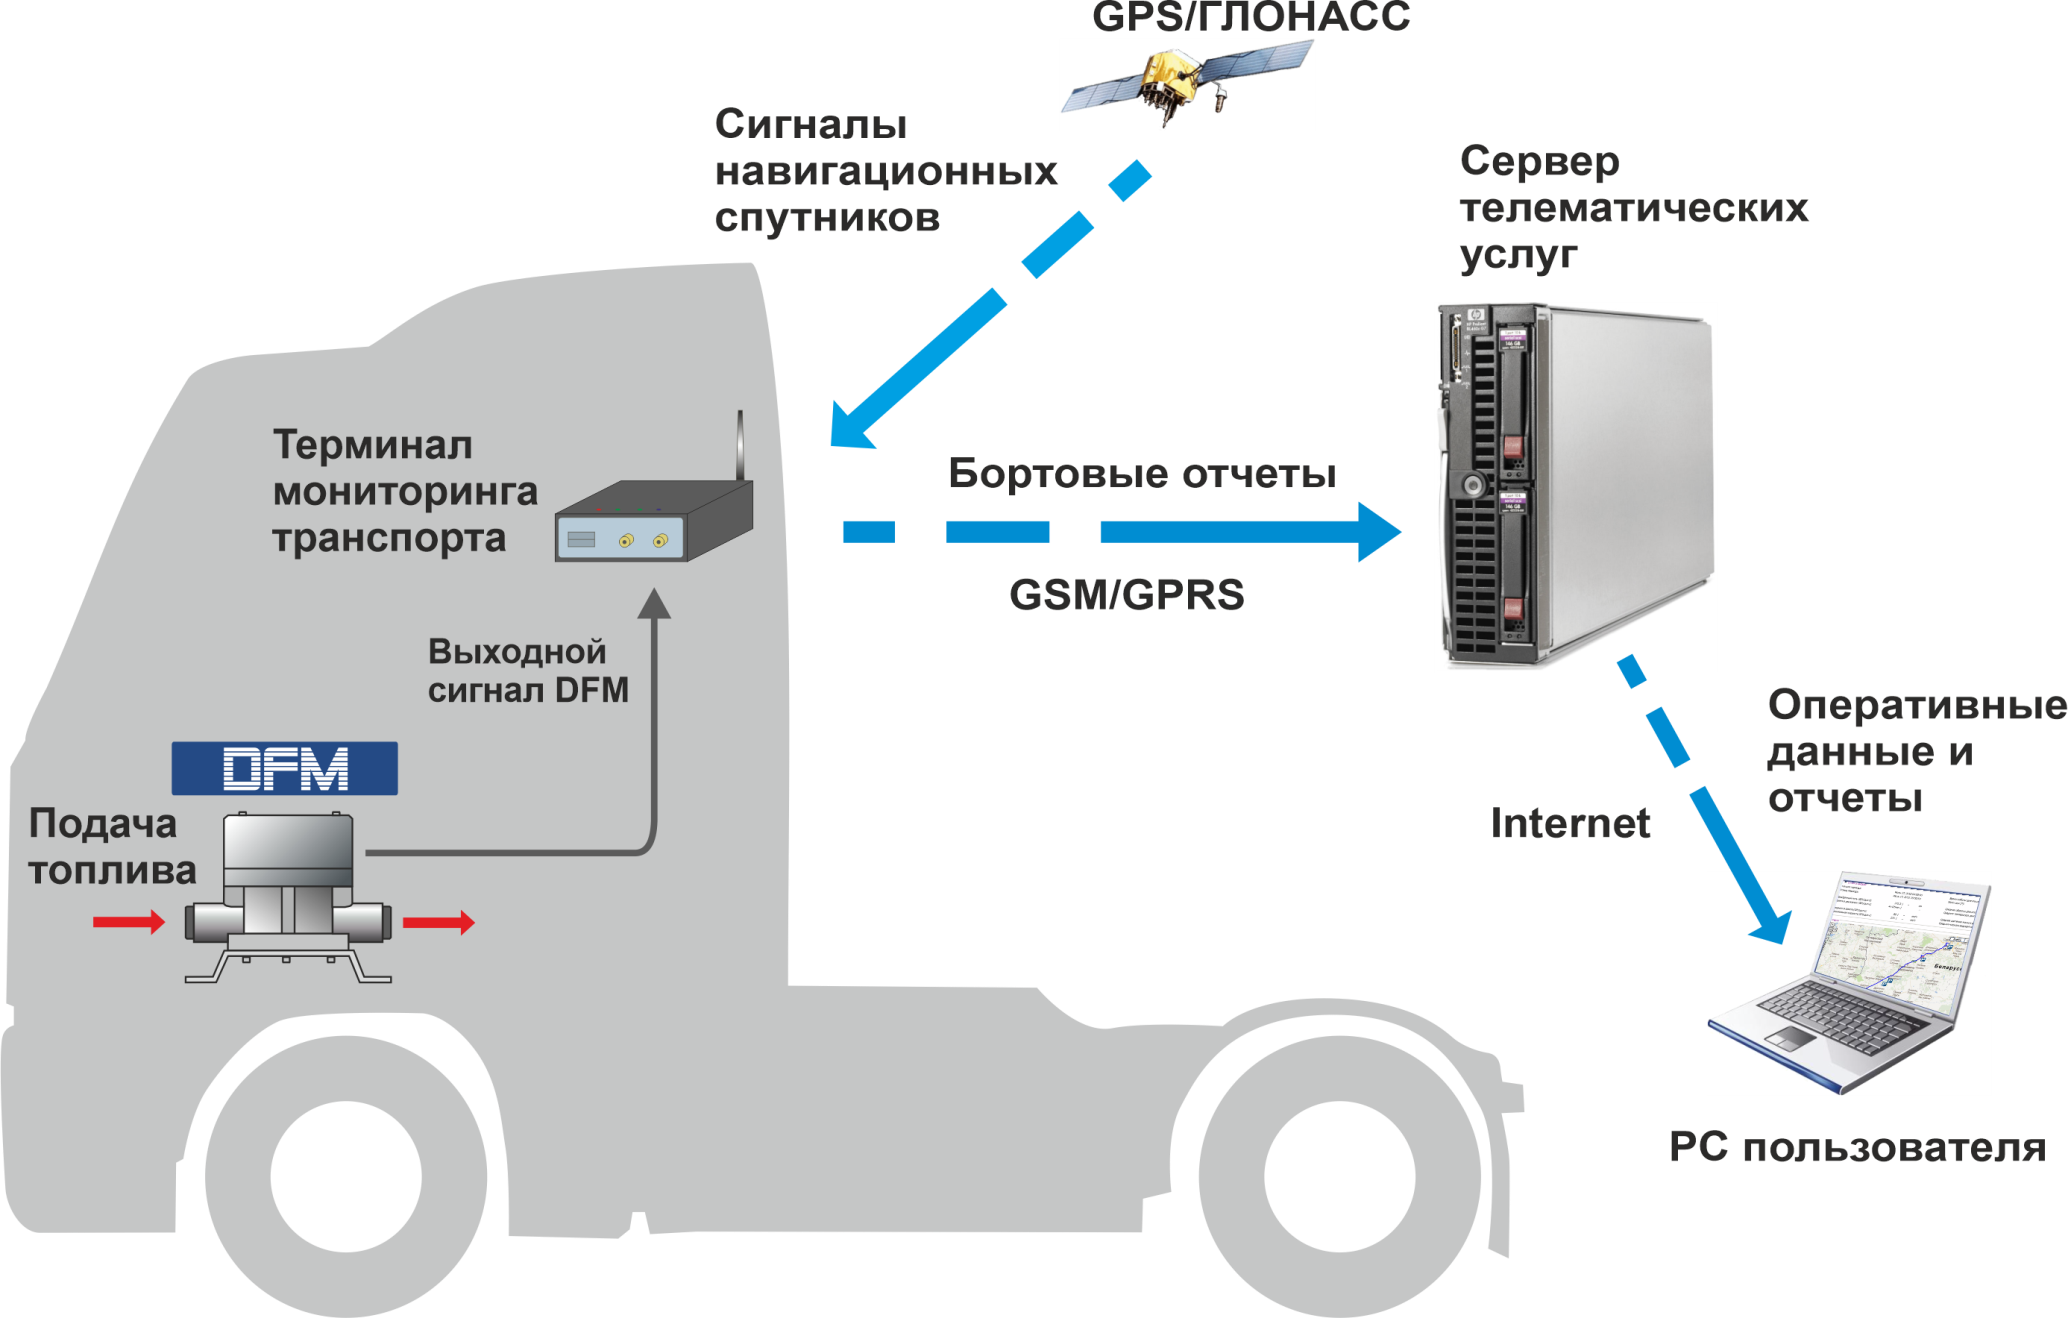 GPS/ГЛОНАСС
Сигналы
навигационных
спутников
Сервер
телематических
услуг
Терминал
мониторинга
транспорта
Бортовые отчеты
GSM/GPRS
Выходной
сигнал DFM
DFM
Подача
топлива
Оперативные
данные и
отчеты
Internet
Беларусь
PC пользователя